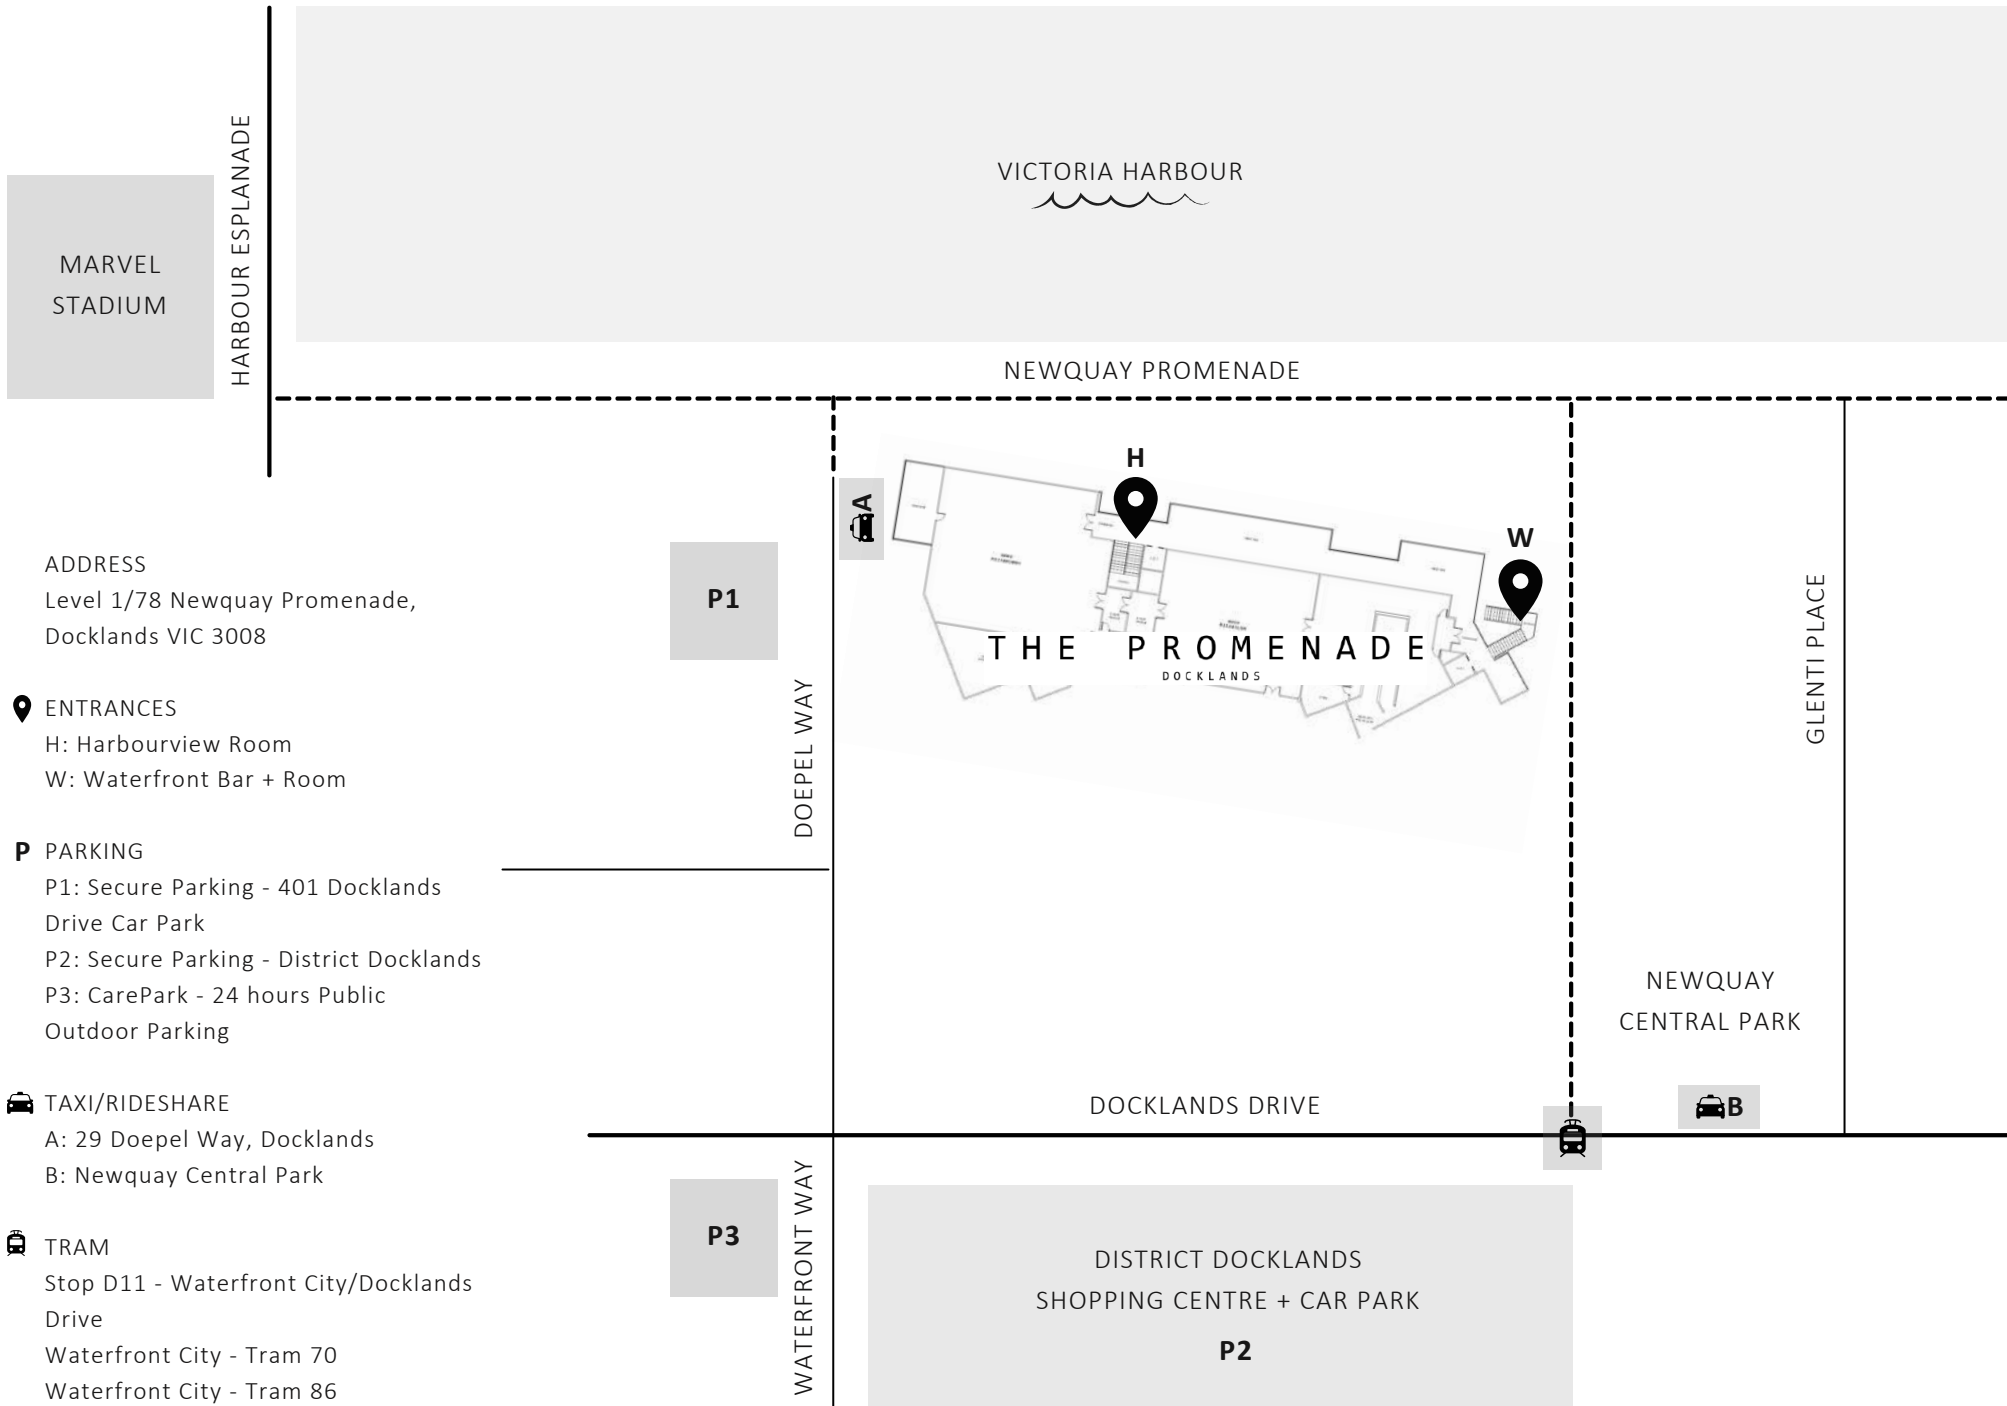 VICTORIA HARBOUR
MARVEL
STADIUM
HARBOUR ESPLANADE
NEWQUAY PROMENADE
H
A
W
P1
THE PROMENADE
DOCKLANDS
DOEPEL WAY
GLENTI PLACE
ADDRESS
Level 1/78 Newquay Promenade,
Docklands VIC 3008
ENTRANCES
H: Harbourview Room
W: Waterfront Bar + Room
P PARKING
P1: Secure Parking - 401 Docklands
Drive Car Park
P2: Secure Parking - District Docklands
P3: CarePark - 24 hours Public
Outdoor Parking
TAXI/RIDESHARE
A: 29 Doepel Way, Docklands
B: Newquay Central Park
TRAM
Stop D11 - Waterfront City/Docklands
Drive
Waterfront City - Tram 70
Waterfront City - Tram 86
NEWQUAY
CENTRAL PARK
DOCKLANDS DRIVE
B
P3
WATERFRONT WAY
DISTRICT DOCKLANDS
SHOPPING CENTRE + CAR PARK
P2